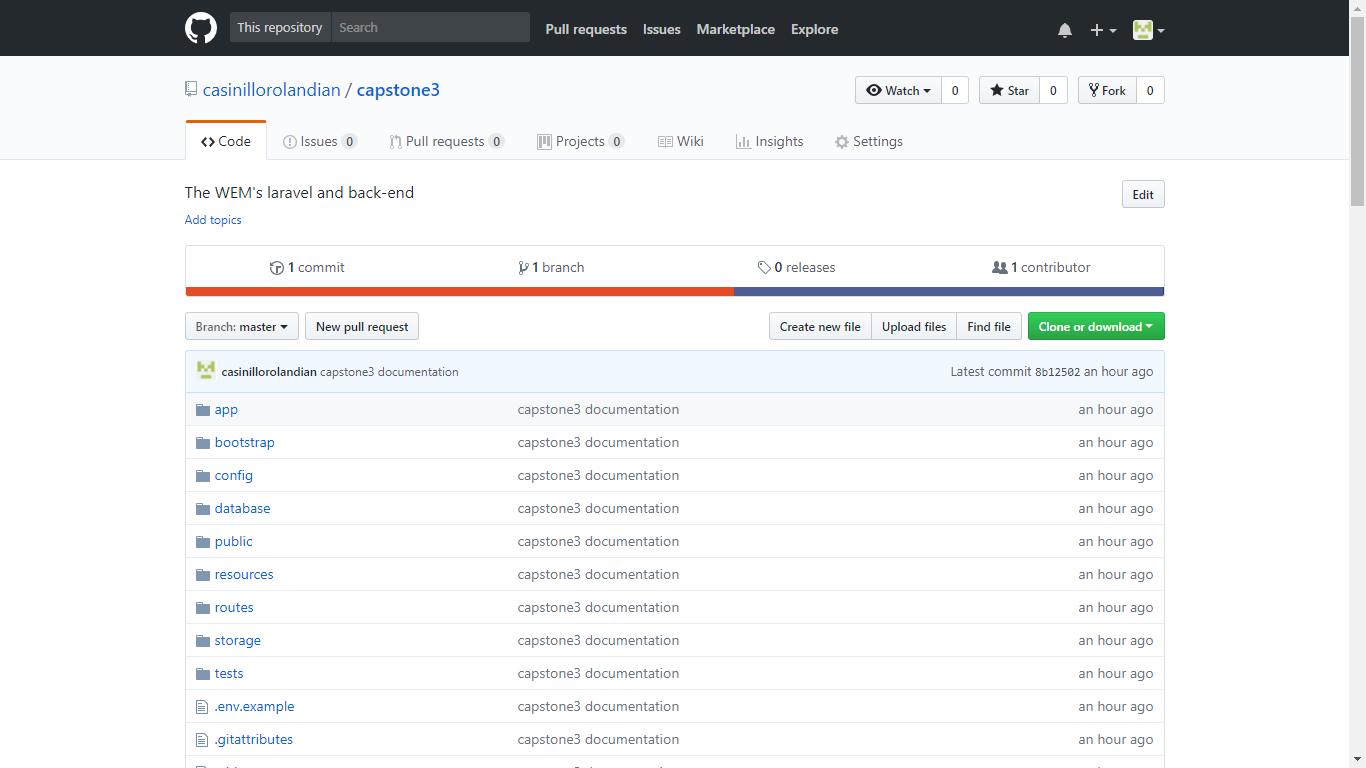 This repository Search Pull requests Issues Marketplace Explore
casinillorolandian / capstone3 Watch 0 Star 0 Fork 0
Code Issues 0 Pull requests 0 Projects 0 Wiki Insights Settings
The WEM's laravel and back-end Edit
Add topics
1 commit 1 branch 0 releases 1 contributor
Branch: master New pull request Create new file Upload files Find file Clone or download
casinillorolandian capstone3 documentation Latest commit 8b12502 an hour ago
app capstone3 documentation an hour ago
bootstrap capstone3 documentation an hour ago
config capstone3 documentation an hour ago
database capstone3 documentation an hour ago
public capstone3 documentation an hour ago
resources capstone3 documentation an hour ago
routes capstone3 documentation an hour ago
storage capstone3 documentation an hour ago
tests capstone3 documentation an hour ago
.env.example capstone3 documentation an hour ago
.gitattributes capstone3 documentation an hour ago